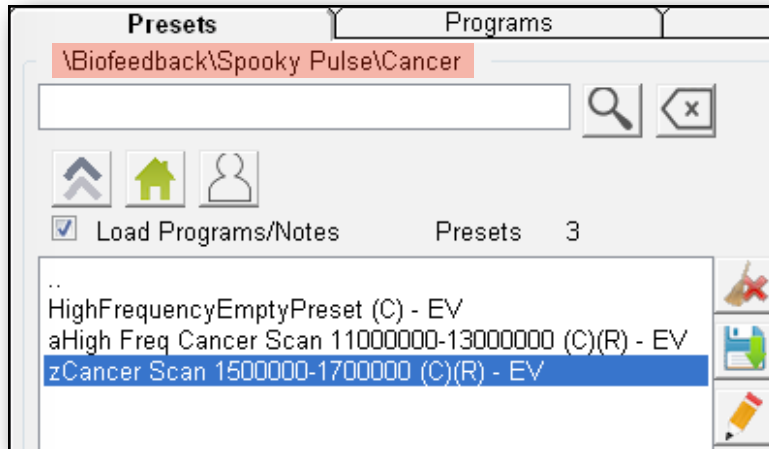 Presets Programs
\Biofeedback\Spooky Pulse\Cancer
Load Programs/Notes Presets 3
..
HighFrequencyEmptyPreset (C) - EV
aHigh Freq Cancer Scan 11000000-13000000 (C)(R) - EV
zCancer Scan 1500000-1700000 (C)(R) - EV